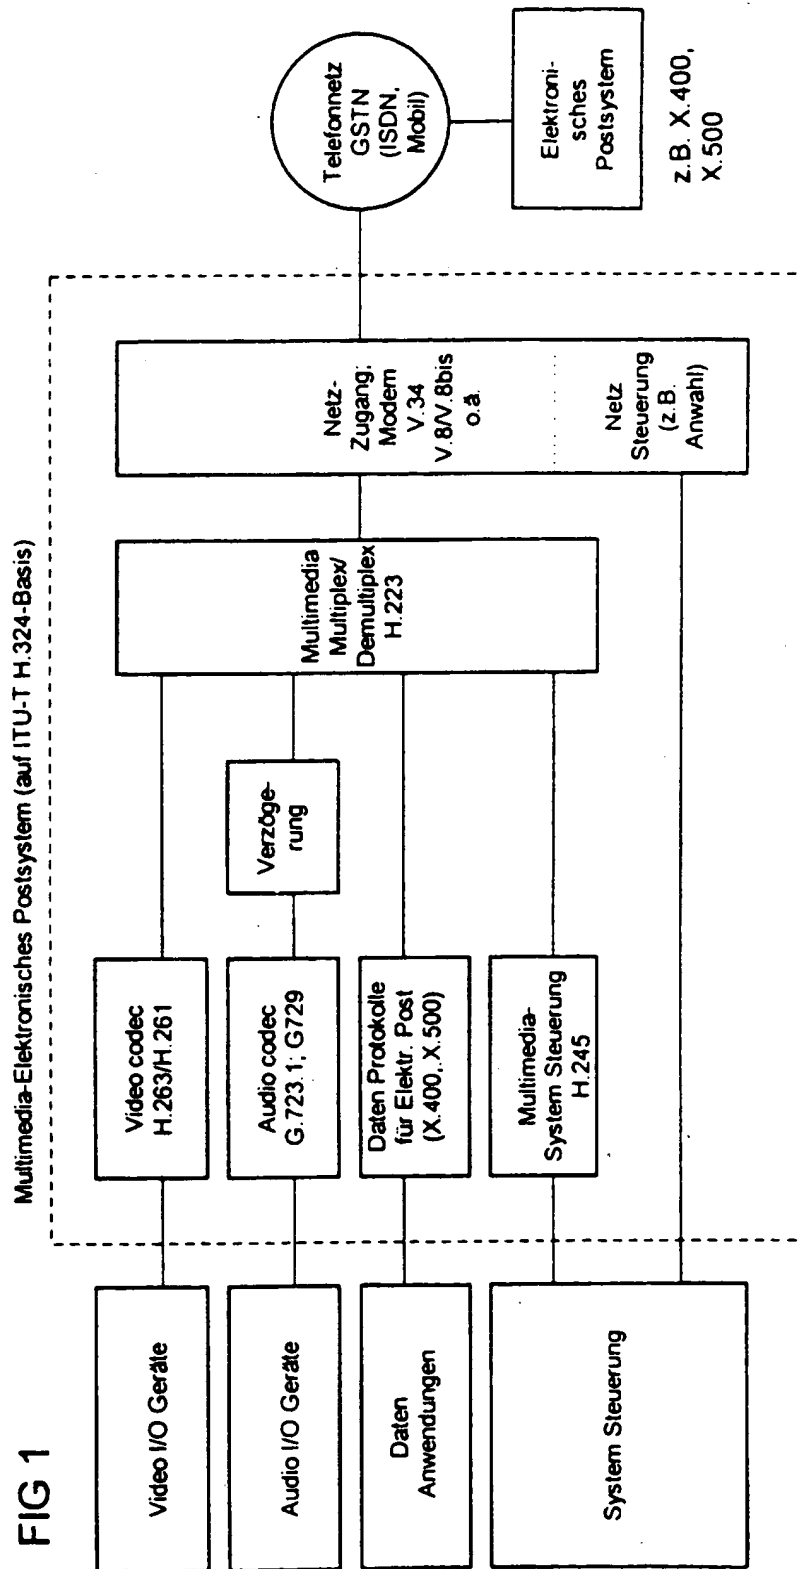 FIG 1
Multimedia-Elektronisches Postsystem (auf ITU-T H.324-Basis)
Video I/O Geräte
Audio I/O Geräte
Daten
Anwendungen
System Steuerung
Video codec
H.263/H.261
Audio codec
G.723.1; G729
Daten Protokolle
für Elektr. Post
(X.400, X.500)
Multimedia-
System Steuerung
H.245
Verzöge-
rung
Multimedia
Multiplex/
Demultiplex
H.223
Netz-
Zugang:
Modem
V.34
V.8/V.8bis
o.ä.
Netz
Steuerung
(z.B.
Anwahl)
Telefonnetz
GSTN
(ISDN,
Mobil)
Elektroni-
sches
Postsystem
z.B. X.400,
X.500